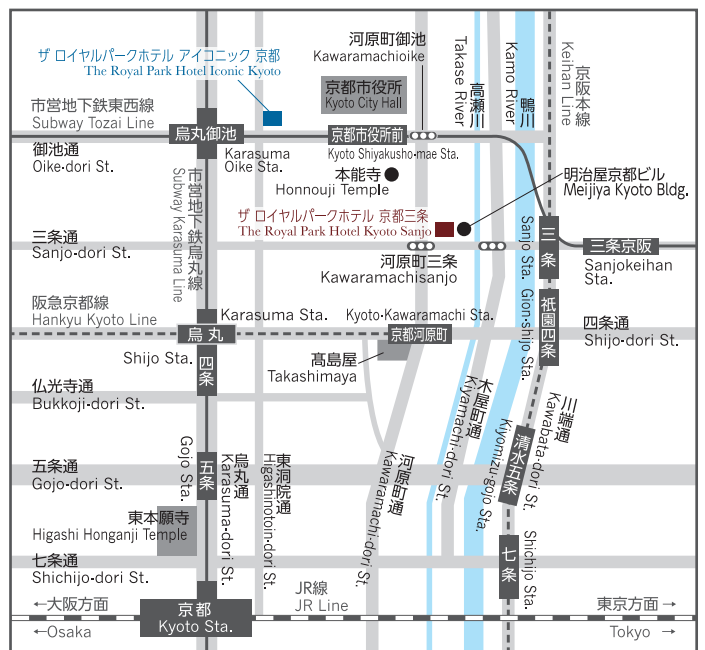 ザ ロイヤルパークホテル アイコニック 京都
The Royal Park Hotel Iconic Kyoto
河原町御池
Kawaramachioike
京都市役所
Kyoto City Hall
高瀬川
Takase River
鴨川
Kamo River
京阪本線
Keihan Line
市営地下鉄東西線
Subway Tozai Line
烏丸御池
Karasuma
Oike Sta.
京都市役所前
Kyoto Shiyakusho-mae Sta.
御池通
Oike-dori St.
市営地下鉄烏丸線
Subway Karasuma Line
本能寺
Honnouji Temple
明治屋京都ビル
Meijiya Kyoto Bldg.
ザ ロイヤルパークホテル 京都三条
The Royal Park Hotel Kyoto Sanjo
三条通
Sanjo-dori St.
河原町三条
Kawaramachisanjo
三条
Sanjo Sta.
三条京阪
Sanjokeihan
Sta.
阪急京都線
Hankyu Kyoto Line
Karasuma Sta.
烏丸
Kyoto-Kawaramachi Sta.
京都河原町
祇園四条
Gion-shijo Sta.
四条通
Shijo-dori St.
Shijo Sta.
四条
髙島屋
Takashimaya
仏光寺通
Bukkoji-dori St.
木屋町通
Kiyamachi-dori St.
川端通
Kawabata-dori St.
清水五条
Kiyomizu-gojo Sta.
五条通
Gojo-dori St.
Gojo Sta.
五条
烏丸通
Karasuma-dori St.
東洞院通
Higashinotoin-dori St.
河原町通
Kawaramachi-dori St.
東本願寺
Higashi Honganji Temple
七条通
Shichijo-dori St.
七条
Shichijo Sta.
京都
Kyoto Sta.
JR線
JR Line
←大阪方面
←Osaka
東京方面 →
Tokyo →